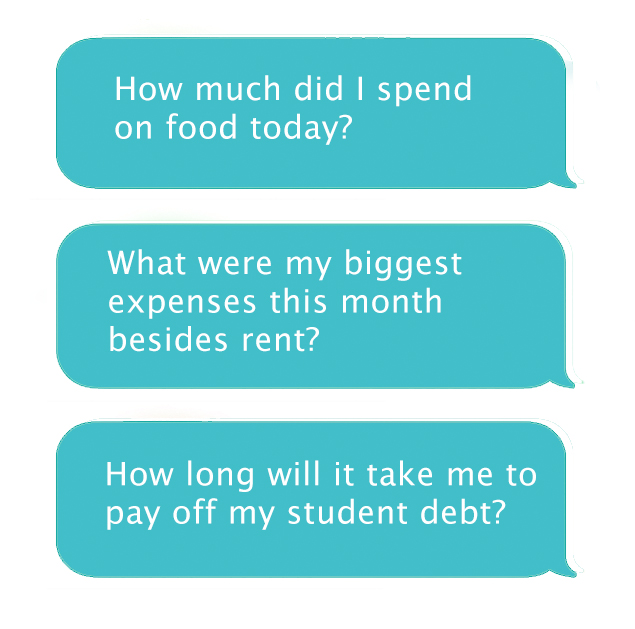 How much did I spend
on food today?
What were my biggest
expenses this month
besides rent?
How long will it take me to
pay off my student debt?